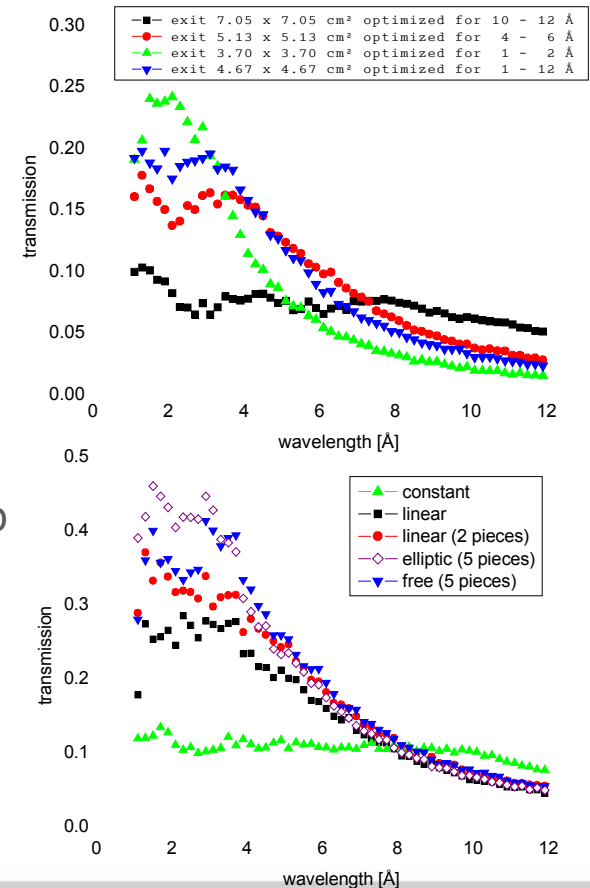 0.30
exit 7.05 x 7.05 cm² optimized for 10 - 12 Å
exit 5.13 x 5.13 cm² optimized for 4 - 6 Å
exit 3.70 x 3.70 cm² optimized for 1 - 2 Å
exit 4.67 x 4.67 cm² optimized for 1 - 12 Å
0.25
0.20
0.15
0.10
0.05
0.00
transmission
0 2 4 6 8 10 12
wavelength [Å]
0.5
0.4
0.3
0.2
0.1
0.0
transmission
constant
linear
linear (2 pieces)
elliptic (5 pieces)
free (5 pieces)
0 2 4 6 8 10 12
wavelength [Å]